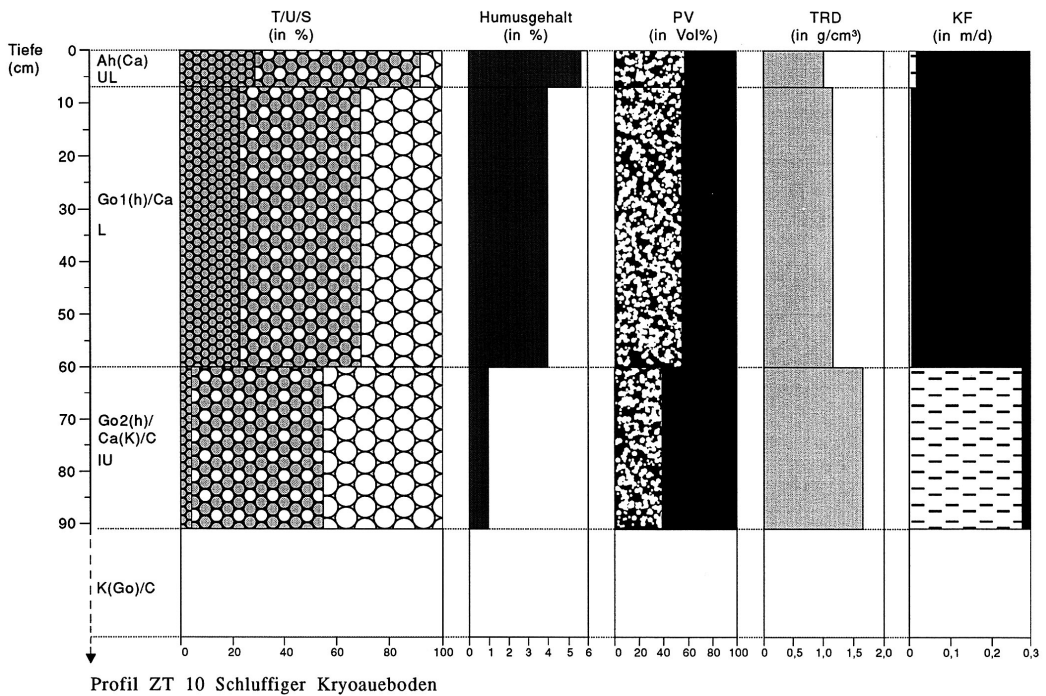 T/U/S Humusgehalt PV TRD KF
(in %) (in %) (in Vol%) (in g/cm³) (in m/d)
Tiefe
(cm)
0
Ah(Ca)
UL
10
20
Go1(h)/Ca
30
L
40
50
60
70
Go2(h)/
Ca(K)/C
IU
80
90
K(Go)/C
0 20 40 60 80 100 0 1 2 3 4 5 6 0 20 40 60 80 100 0 0,5 1,0 1,5 2,0 0 0,1 0,2 0,3
Profil ZT 10 Schluffiger Kryoaueboden